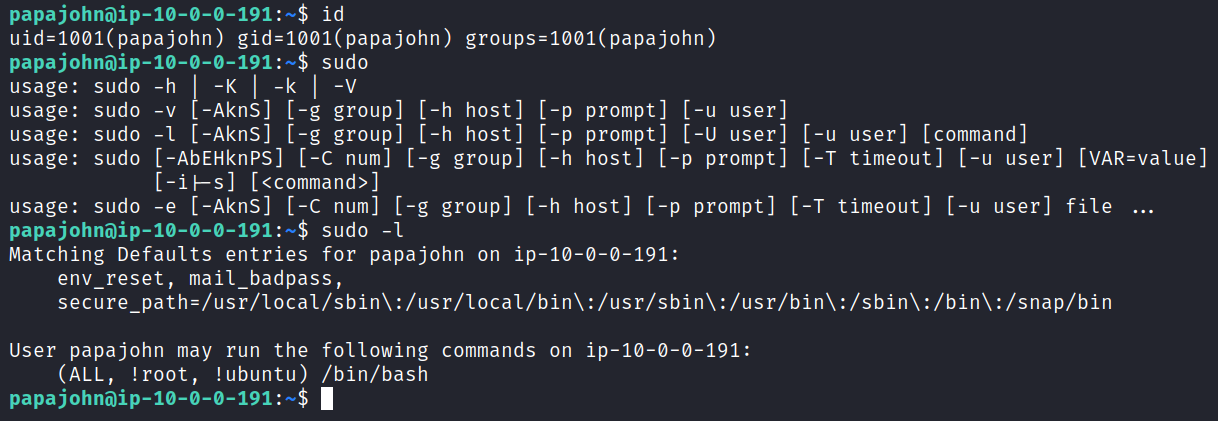 papajohn@ip-10-0-0-191:~$ id
uid=1001(papajohn) gid=1001(papajohn) groups=1001(papajohn)
papajohn@ip-10-0-0-191:~$ sudo
usage: sudo -h | -K | -k | -V
usage: sudo -v [-AknS] [-g group] [-h host] [-p prompt] [-u user]
usage: sudo -l [-AknS] [-g group] [-h host] [-p prompt] [-U user] [-u user] [command]
usage: sudo [-AbEHknPS] [-C num] [-g group] [-h host] [-p prompt] [-T timeout] [-u user] [VAR=value]
            [-i|-s] [<command>]
usage: sudo -e [-AknS] [-C num] [-g group] [-h host] [-p prompt] [-T timeout] [-u user] file ...
papajohn@ip-10-0-0-191:~$ sudo -l
Matching Defaults entries for papajohn on ip-10-0-0-191:
    env_reset, mail_badpass,
    secure_path=/usr/local/sbin\:/usr/local/bin\:/usr/sbin\:/usr/bin\:/sbin\:/bin\:/snap/bin
User papajohn may run the following commands on ip-10-0-0-191:
    (ALL, !root, !ubuntu) /bin/bash
papajohn@ip-10-0-0-191:~$